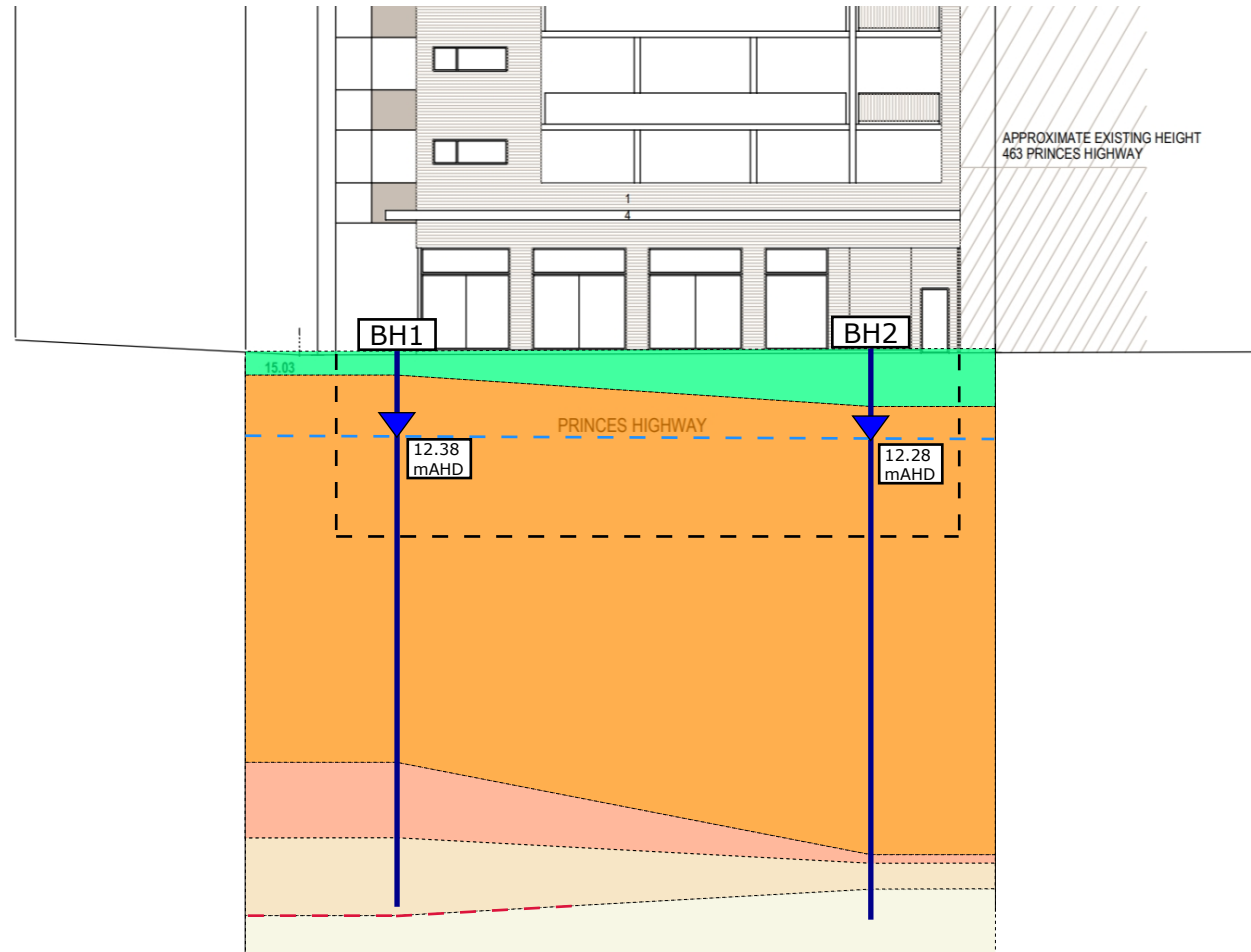 APPROXIMATE EXISTING HEIGHT
463 PRINCES HIGHWAY
1
4
BH1
BH2
15.03
PRINCES HIGHWAY
12.38
mAHD
12.28
mAHD